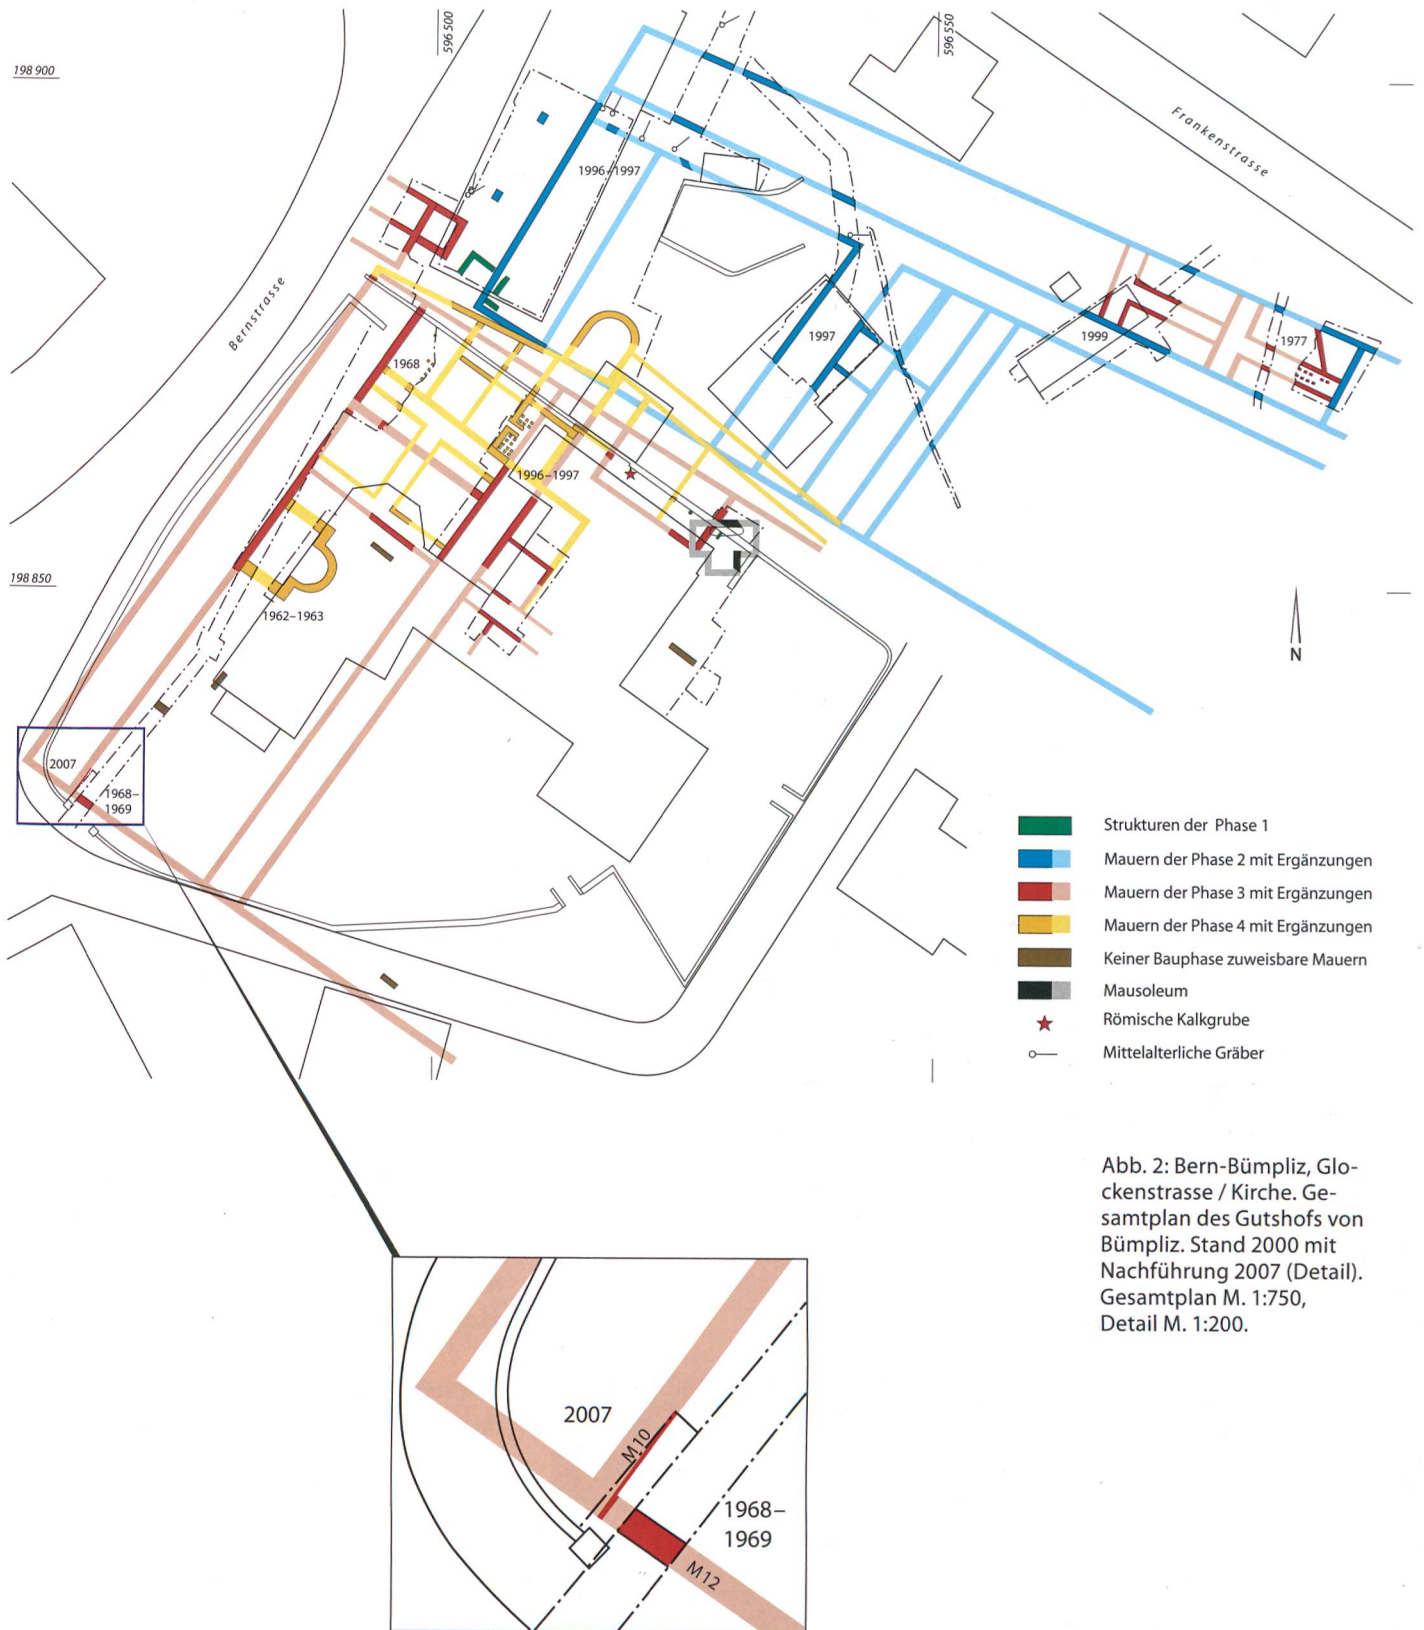 596 500
596 550
198 900
Frankenstrasse
1996–1997
Bernstrasse
1997
1999
1977
1968
1996–1997
198 850
1962–1963
N
2007
1968–
1969
Strukturen der Phase 1
Mauern der Phase 2 mit Ergänzungen
Mauern der Phase 3 mit Ergänzungen
Mauern der Phase 4 mit Ergänzungen
Keiner Bauphase zuweisbare Mauern
Mausoleum
Römische Kalkgrube
Mittelalterliche Gräber
Abb. 2: Bern-Bümpliz, Glo-
ckenstrasse / Kirche. Ge-
samtplan des Gutshofs von
Bümpliz. Stand 2000 mit
Nachführung 2007 (Detail).
Gesamtplan M. 1:750,
Detail M. 1:200.
2007
M10
1968–
1969
M12